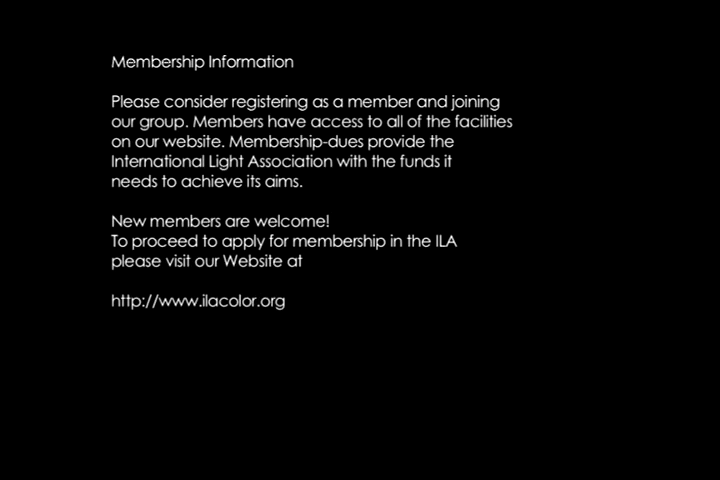 Membership Information
Please consider registering as a member and joining
our group. Members have access to all of the facilities
on our website. Membership-dues provide the
International Light Association with the funds it
needs to achieve its aims.
New members are welcome!
To proceed to apply for membership in the ILA
please visit our Website at
http://www.ilacolor.org